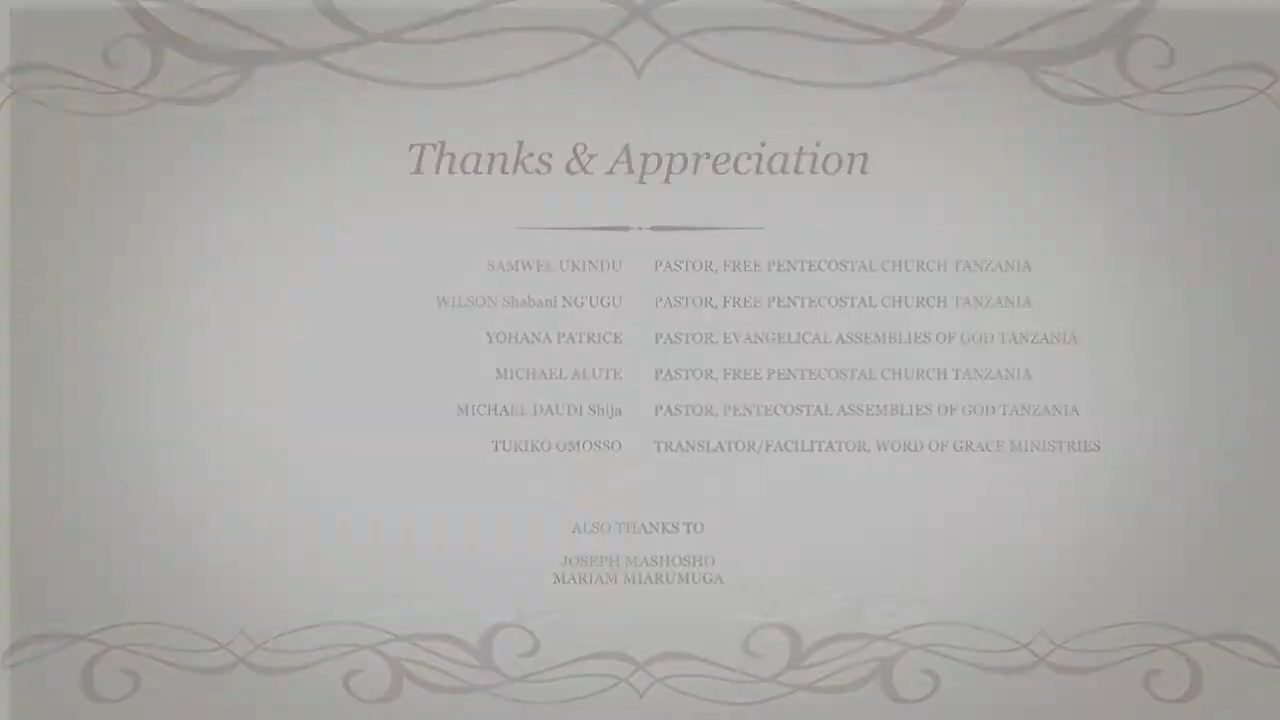 Thanks & Appreciation
SAMWEL UKINDU PASTOR, FREE PENTECOSTAL CHURCH TANZANIA
WILSON Shabani NG'UGU PASTOR, FREE PENTECOSTAL CHURCH TANZANIA
YOHANA PATRICE PASTOR, EVANGELICAL ASSEMBLIES OF GOD TANZANIA
MICHAEL ALUTE PASTOR, FREE PENTECOSTAL CHURCH TANZANIA
MICHAEL DAUDI Shija PASTOR, PENTECOSTAL ASSEMBLIES OF GOD TANZANIA
TUKIKO OMOSSO TRANSLATOR/FACILITATOR, WORD OF GRACE MINISTRIES
ALSO THANKS TO
JOSEPH MASHOSHO
MARIAM MIARUMUGA